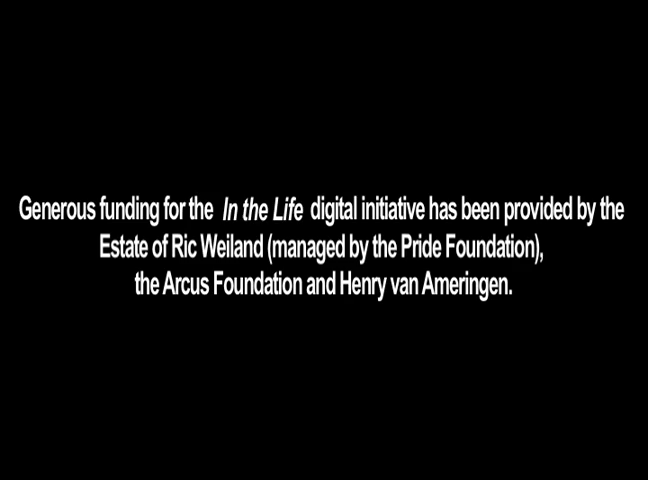 Generous funding for the In the Life digital initiative has been provided by the
Estate of Ric Weiland (managed by the Pride Foundation),
the Arcus Foundation and Henry van Ameringen.